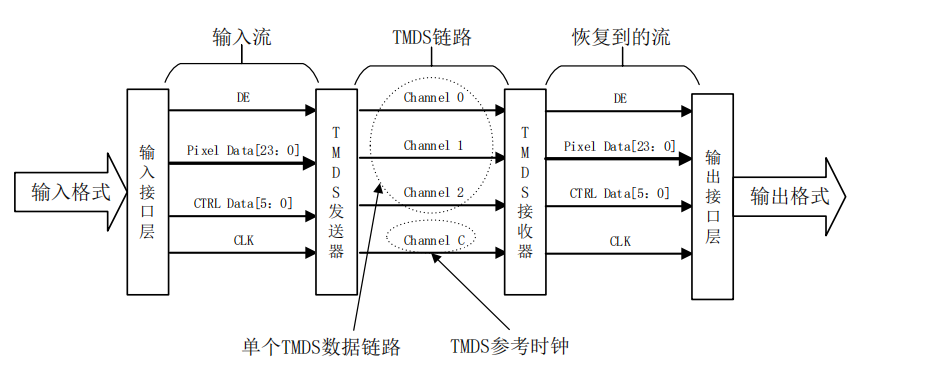 输入流
TMDS链路
恢复到的流
DE
Channel 0
DE
Pixel Data[23：0]
Channel 1
Pixel Data[23：0]
输入格式
输入接口层
TMDS发送器
TMDS接收器
输出接口层
输出格式
CTRL Data[5：0]
Channel 2
CTRL Data[5：0]
CLK
Channel C
CLK
单个TMDS数据链路
TMDS参考时钟